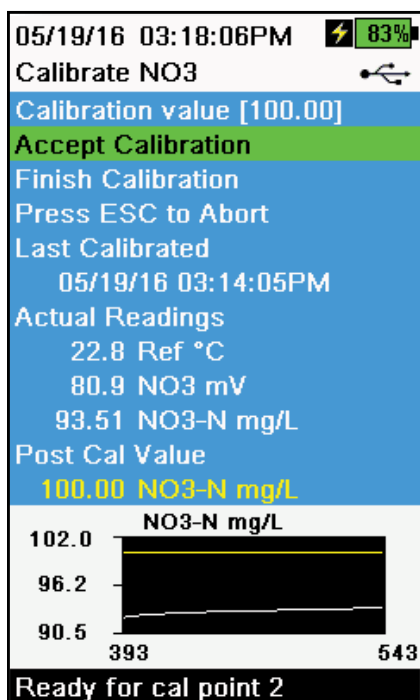 05/19/16 03:18:06PM 83%
Calibrate NO3
Calibration value [100.00]
Accept Calibration
Finish Calibration
Press ESC to Abort
Last Calibrated
05/19/16 03:14:05PM
Actual Readings
22.8 Ref °C
80.9 NO3 mV
93.51 NO3-N mg/L
Post Cal Value
100.00 NO3-N mg/L
NO3-N mg/L
102.0
96.2
90.5
393 543
Ready for cal point 2